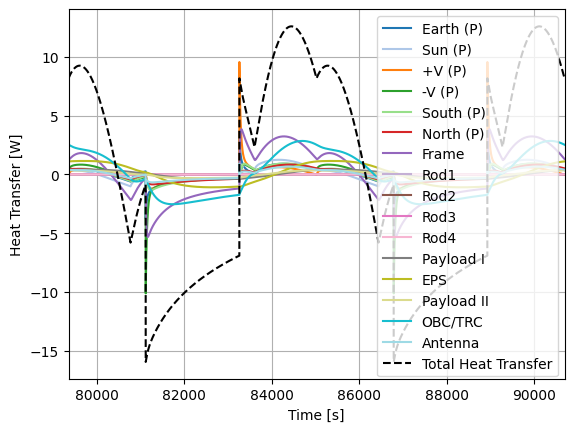 Heat Transfer [W]
10
5
0
−5
−10
−15
80000
82000
84000
86000
88000
90000
Time [s]
Earth (P)
Sun (P)
+V (P)
-V (P)
South (P)
North (P)
Frame
Rod1
Rod2
Rod3
Rod4
Payload I
EPS
Payload II
OBC/TRC
Antenna
Total Heat Transfer